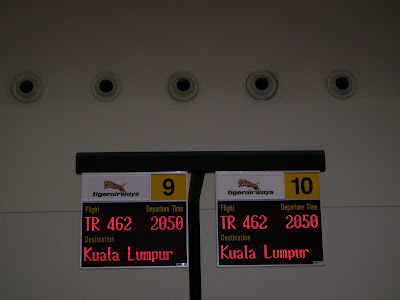 tigerairways 9
Flight Departure Time
TR 462 2050
Destination
Kuala Lumpur
tigerairways 10
Flight Departure Time
TR 462 2050
Destination
Kuala Lumpur